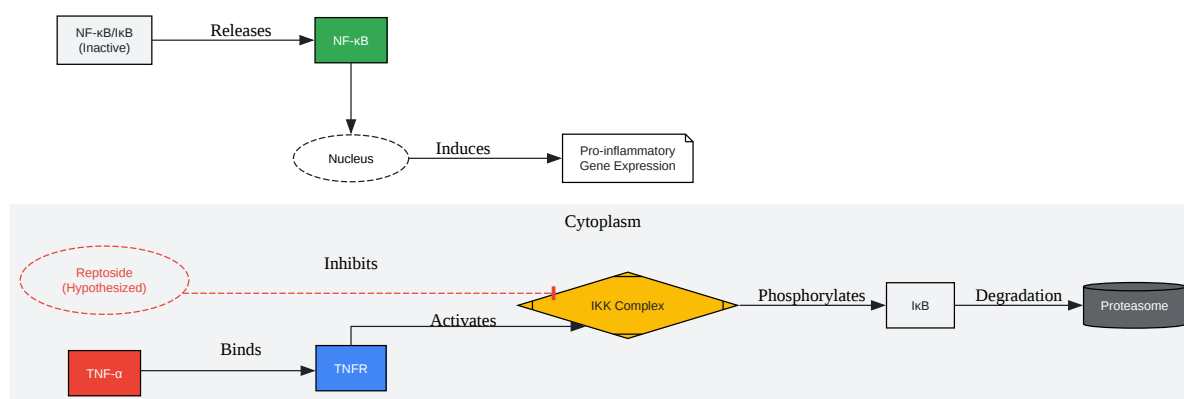 NF-κB/IκB
(Inactive)
Releases
NF-κB
Nucleus
Induces
Pro-inflammatory
Gene Expression
Cytoplasm
Reptoside
(Hypothesized)
Inhibits
IKK Complex
Phosphorylates
IκB
Degradation
Proteasome
Activates
TNF-α
Binds
TNFR